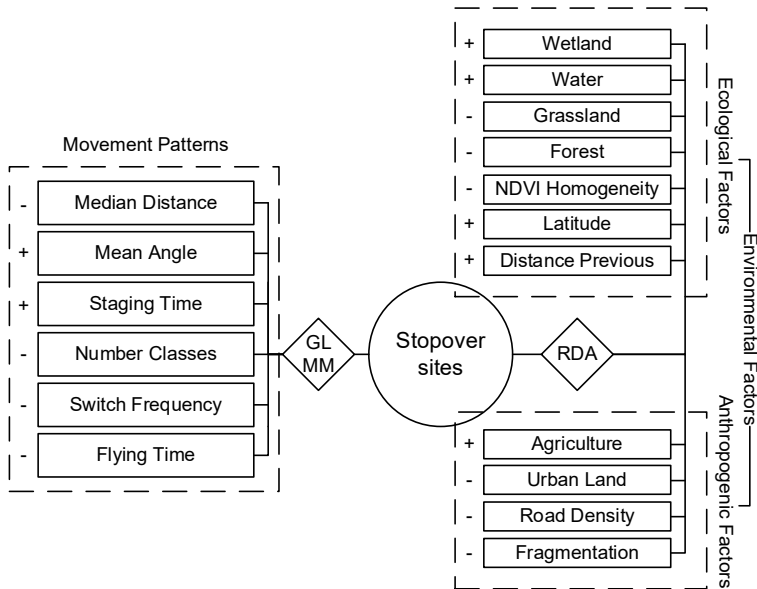 Movement Patterns
- Median Distance
+ Mean Angle
+ Staging Time
- Number Classes
- Switch Frequency
- Flying Time
GL
MM
Stopover
sites
RDA
+ Wetland
+ Water
- Grassland
- Forest
- NDVI Homogeneity
+ Latitude
+ Distance Previous
Ecological Factors
+ Agriculture
- Urban Land
- Road Density
- Fragmentation
Anthropogenic Factors
Environmental Factors